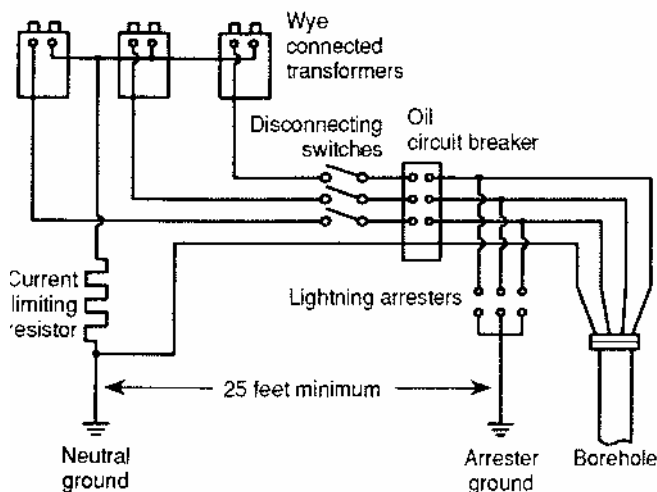 Wye
connected
transformers
Disconnecting
switches
Oil
circuit breaker
Current
limiting
resistor
Lightning arresters
25 feet minimum
Neutral
ground
Arrester
ground
Borehole